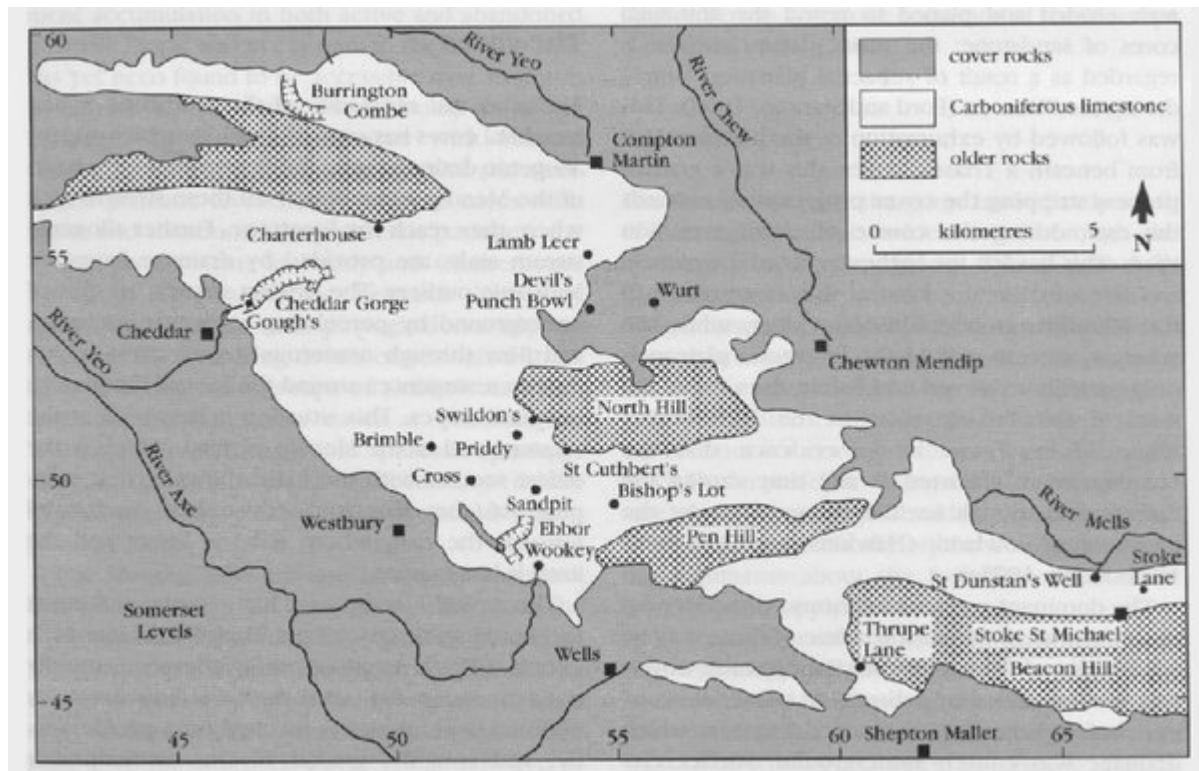 60
Burrington
Combe
River Yeo
River Chew
Compton
Martin
cover rocks
Carboniferous limestone
older rocks
0 kilometres 5
N
Charterhouse
55
Lamb Leer
Devil's
Punch Bowl
Wurt
Cheddar Gorge
Gough's
Cheddar
River Yeo
Chewton Mendip
North Hill
Swildon's
Brimble
Priddy
St Cuthbert's
Cross
50
Sandpit
Bishop's Lot
River Axe
Westbury
Ebbor
Wookey
Pen Hill
River Mells
Stoke
Lane
St Dunstan's Well
Somerset
Levels
Thrupe
Lane
Stoke St Michael
Beacon Hill
Wells
45
45
50
55
60
65
Shepton Mallet